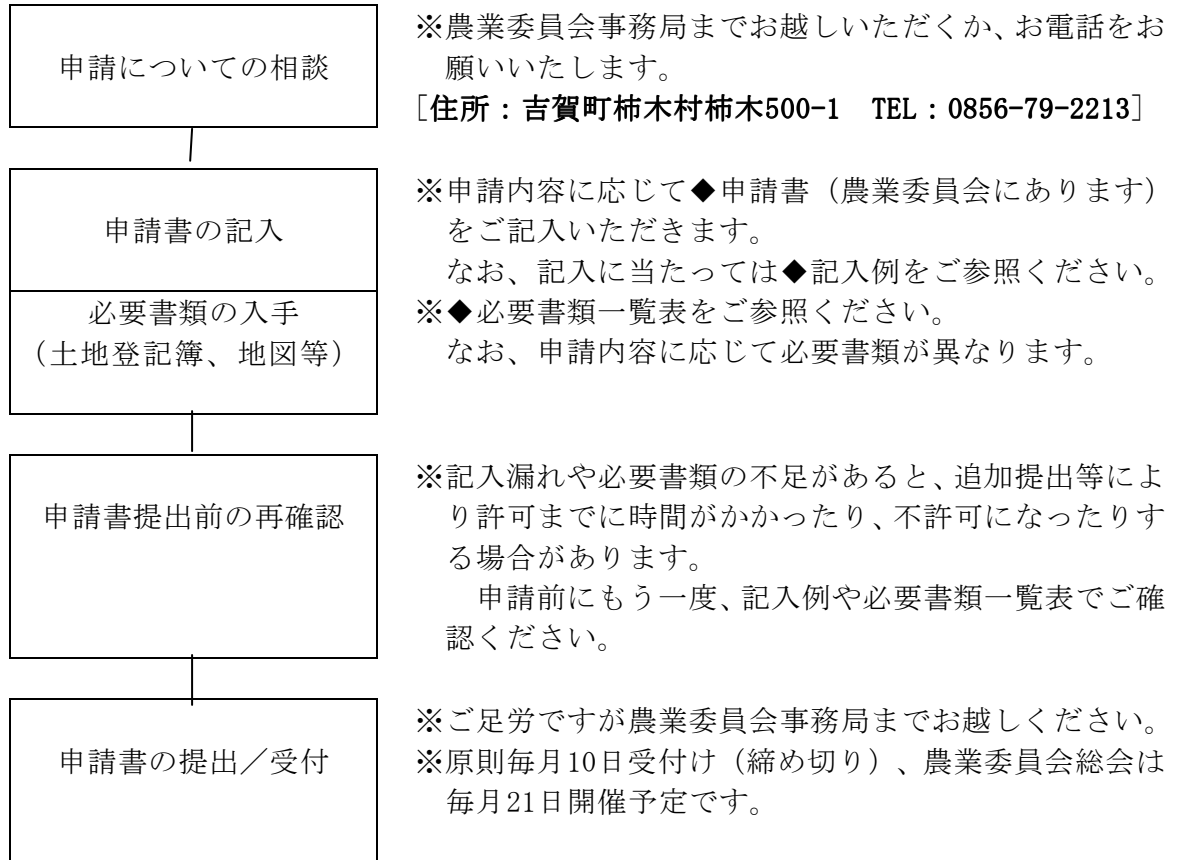 申請についての相談
※農業委員会事務局までお越しいただくか、お電話をお
願いいたします。
[住所：吉賀町柿木村柿木500-1　TEL：0856-79-2213]
申請書の記入
※申請内容に応じて◆申請書（農業委員会にあります）
をご記入いただきます。
なお、記入に当たっては◆記入例をご参照ください。
必要書類の入手
（土地登記簿、地図等）
※◆必要書類一覧表をご参照ください。
なお、申請内容に応じて必要書類が異なります。
申請書提出前の再確認
※記入漏れや必要書類の不足があると、追加提出等によ
り許可までに時間がかかったり、不許可になったりす
る場合があります。
申請前にもう一度、記入例や必要書類一覧表でご確
認ください。
申請書の提出／受付
※ご足労ですが農業委員会事務局までお越しください。
※原則毎月10日受付け（締め切り）、農業委員会総会は
毎月21日開催予定です。